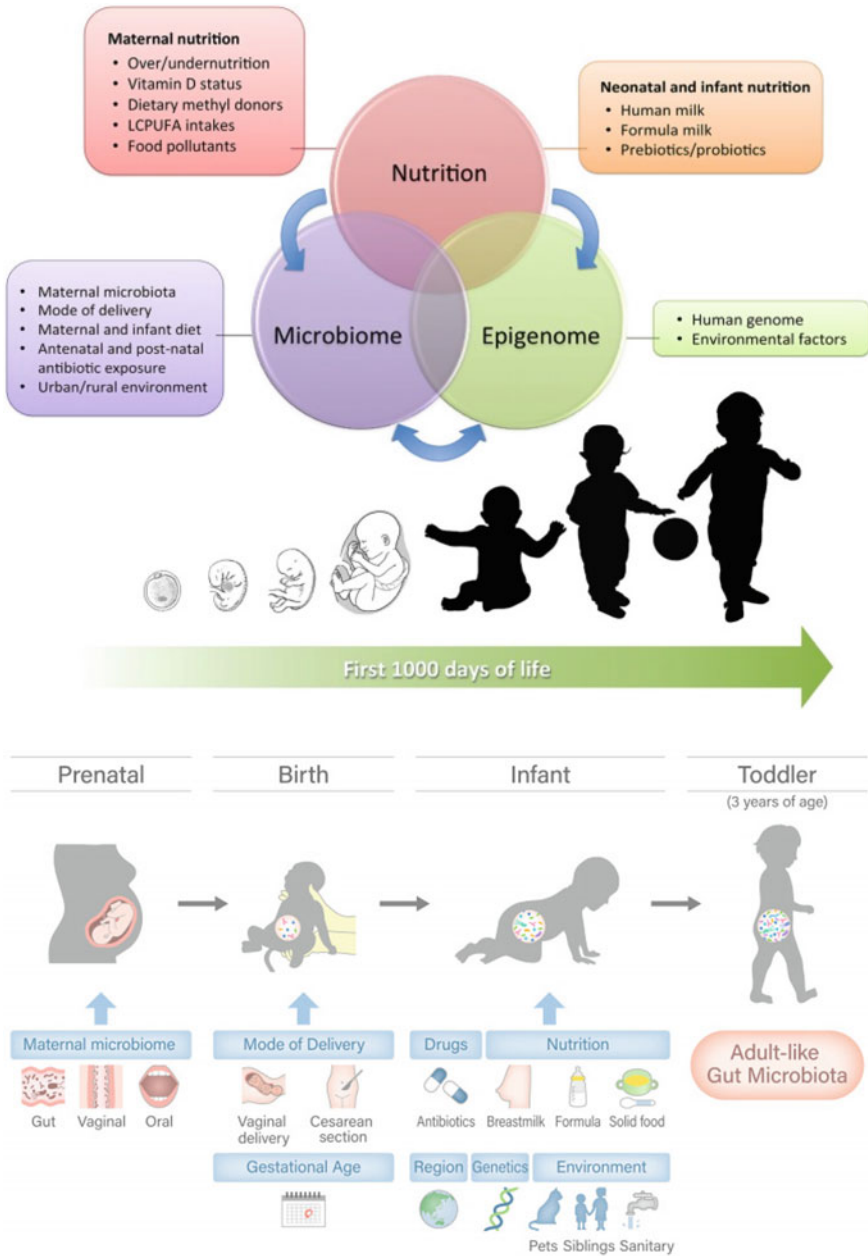 Maternal nutrition
• Over/undernutrition
• Vitamin D status
• Dietary methyl donors
• LCPUFA intakes
• Food pollutants
Neonatal and infant nutrition
• Human milk
• Formula milk
• Prebiotics/probiotics
Nutrition
• Maternal microbiota
• Mode of delivery
• Maternal and infant diet
• Antenatal and post-natal
antibiotic exposure
• Urban/rural environment
Microbiome
Epigenome
• Human genome
• Environmental factors
First 1000 days of life
Prenatal
Birth
Infant
Toddler
(3 years of age)
Maternal microbiome
Gut
Vaginal
Oral
Mode of Delivery
Vaginal
delivery
Cesarean
section
Gestational Age
Drugs
Nutrition
Antibiotics
Breastmilk
Formula
Solid food
Region
Genetics
Environment
Pets
Siblings
Sanitary
Adult-like
Gut Microbiota